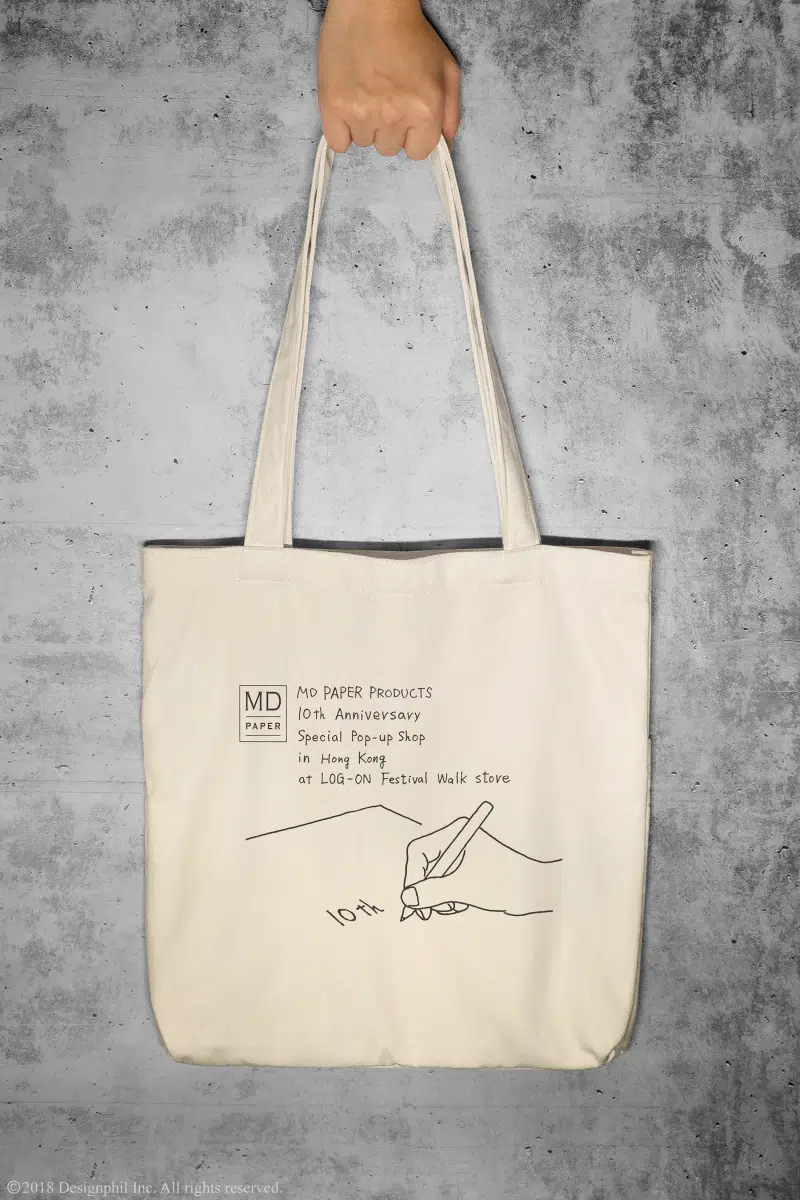 MD
PAPER
MD PAPER PRODUCTS
10th Anniversary
Special Pop-up Shop
in Hong Kong
at LOG-ON Festival Walk store
10th
©2018 Designphil Inc. All rights reserved.